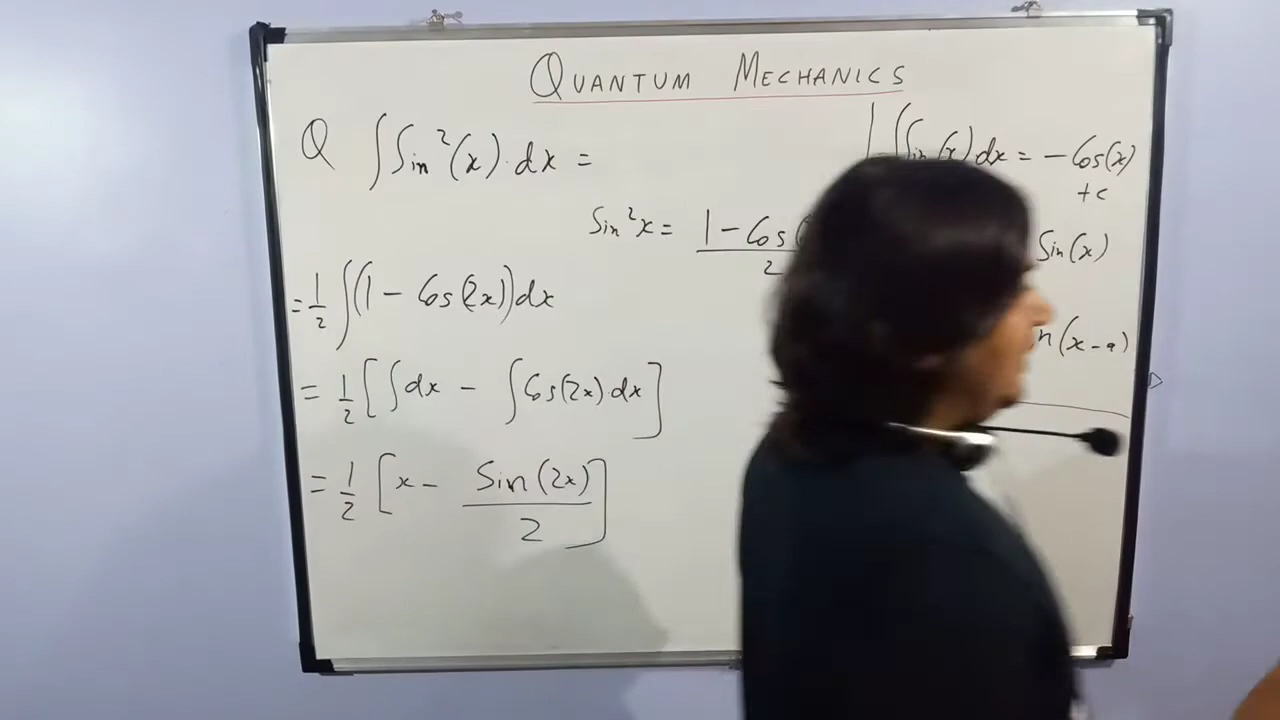 QUANTUM MECHANICS
Q ∫Sin²(x).dx =
∫Sin(x)dx = -Cos(x)
+c
Sin²x = 1 - Cos
2
Sin(x)
= 1/2 ∫(1 - Cos(2x))dx
(x-a)
= 1/2 [∫dx - ∫Cos(2x)dx]
= 1/2 [x - Sin(2x)/2]